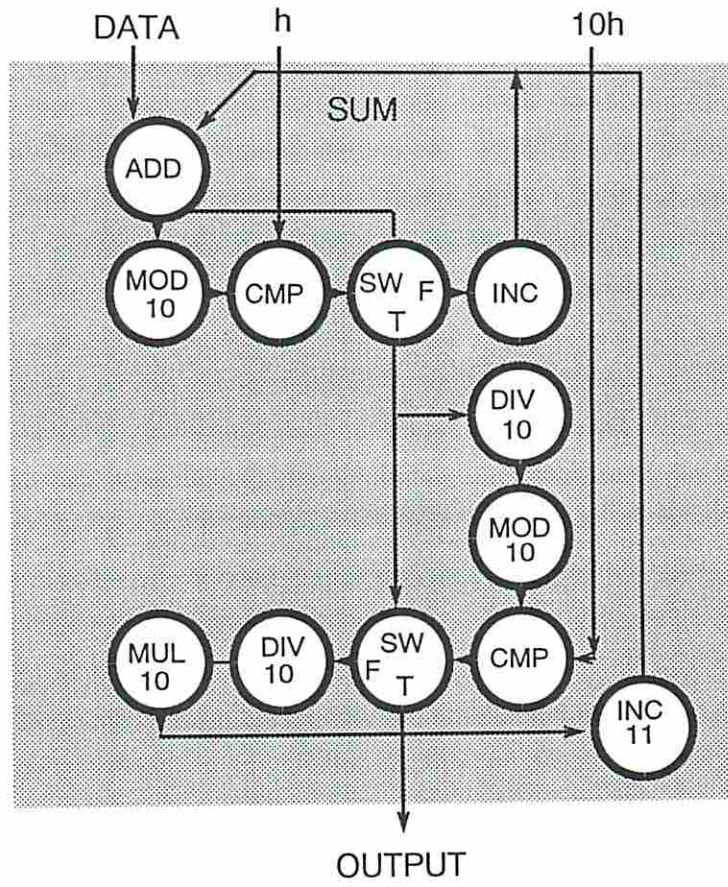 DATA
h
10h
SUM
ADD
MOD
10
CMP
SW
F
T
INC
DIV
10
MOD
10
MUL
10
DIV
10
SW
F
T
CMP
INC
11
OUTPUT